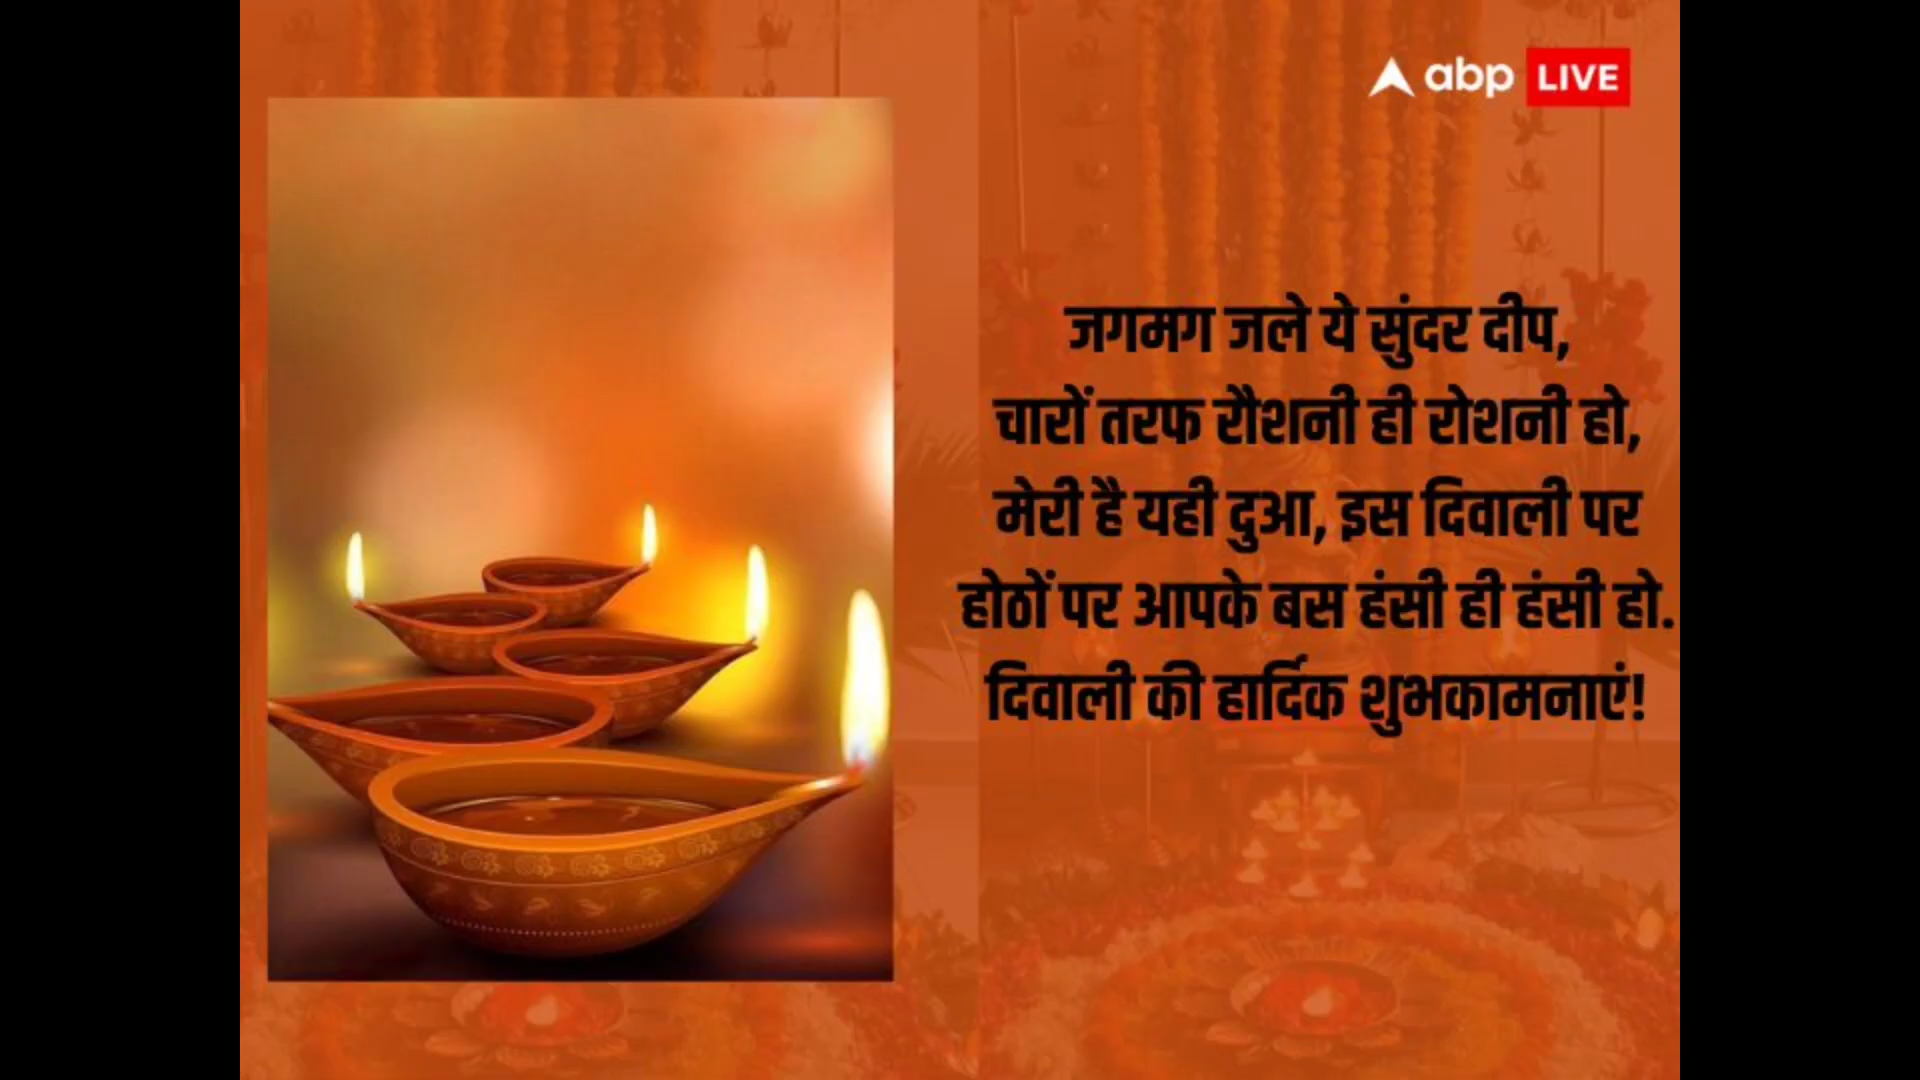 abp LIVE
जगमग जले ये सुंदर दीप,
चारों तरफ रौशनी ही रोशनी हो,
मेरी है यही दुआ, इस दिवाली पर
होठों पर आपके बस हंसी ही हंसी हो.
दिवाली की हार्दिक शुभकामनाएं!